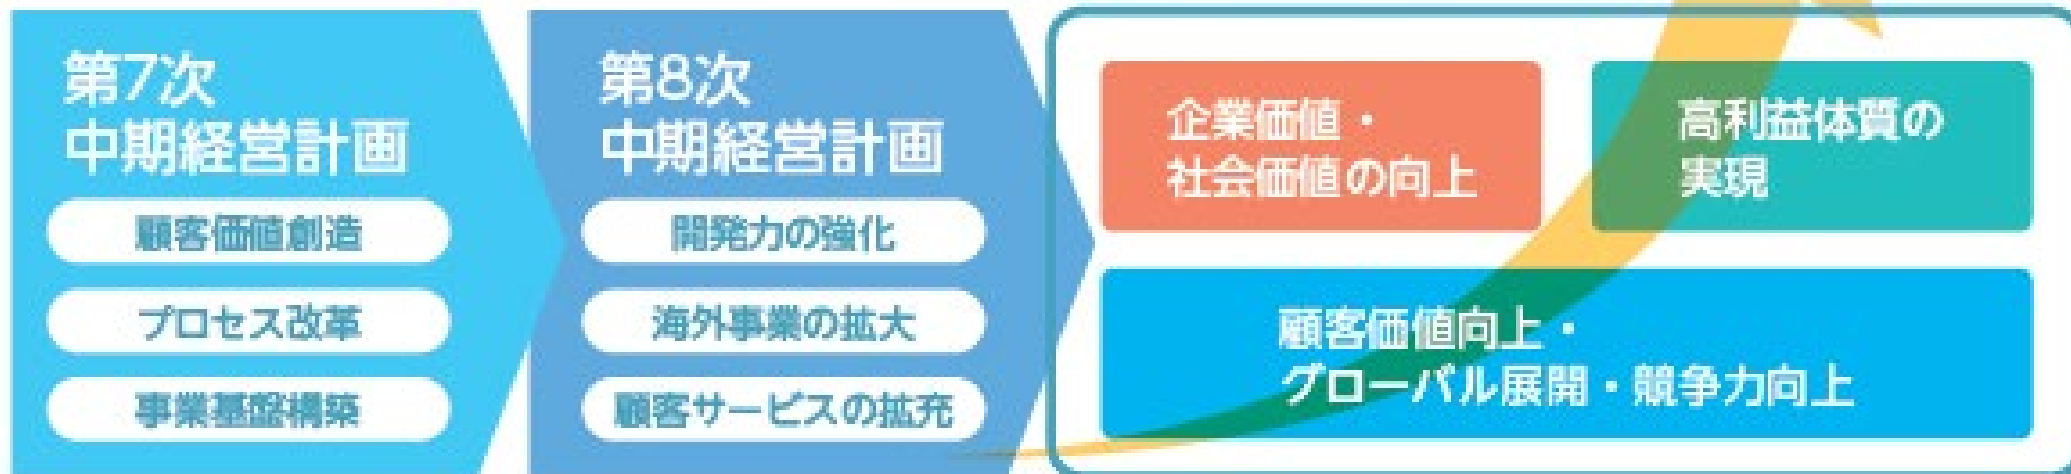 第7次
中期経営計画
顧客価値創造
プロセス改革
事業基盤構築
第8次
中期経営計画
開発力の強化
海外事業の拡大
顧客サービスの拡充
企業価値・
社会価値の向上
高利益体質の
実現
顧客価値向上・
グローバル展開・競争力向上